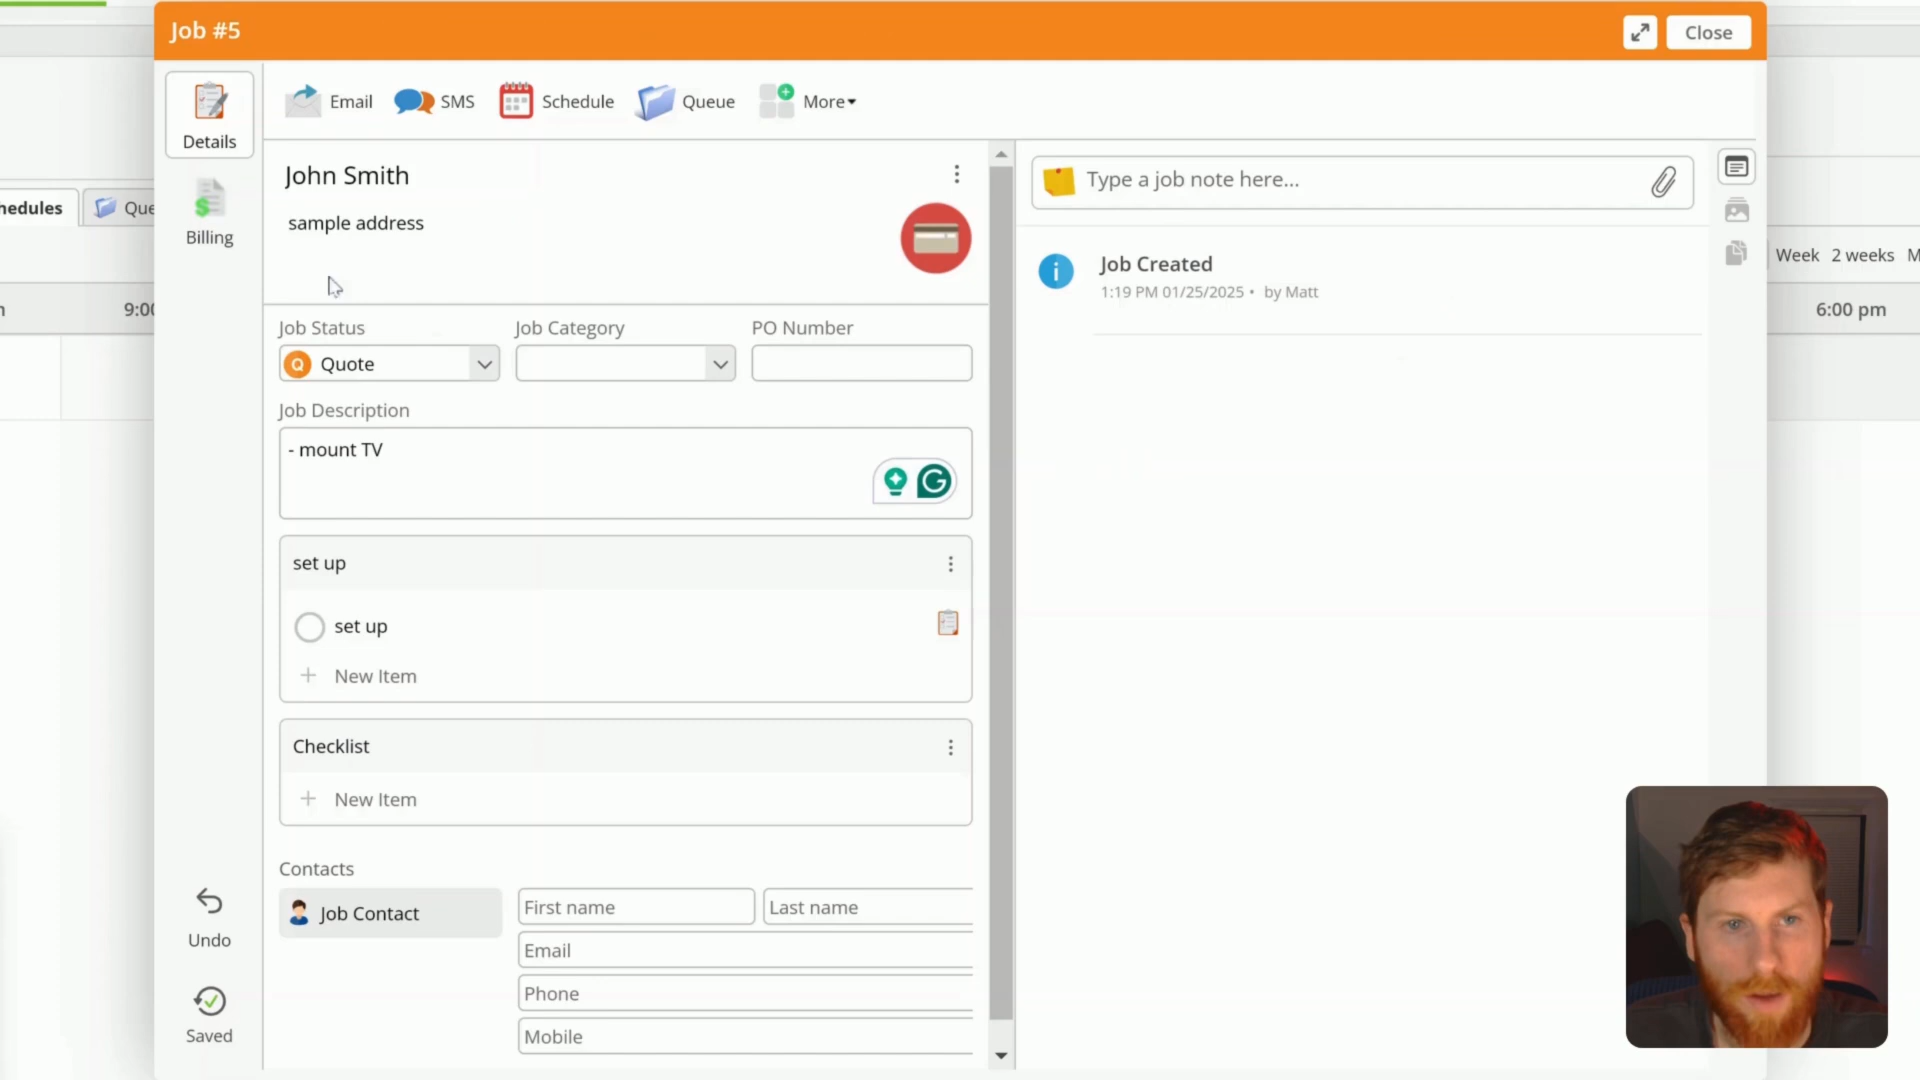 Job #5
Close
Details
Billing
Email
SMS
Schedule
Queue
More
hedules
Que
9:00
John Smith
sample address
Type a job note here...
Job Created
1:19 PM 01/25/2025 • by Matt
Week 2 weeks M
6:00 pm
Job Status
Job Category
PO Number
Q Quote
Job Description
- mount TV
set up
set up
+ New Item
Checklist
+ New Item
Contacts
Job Contact
First name
Last name
Email
Phone
Mobile
Undo
Saved